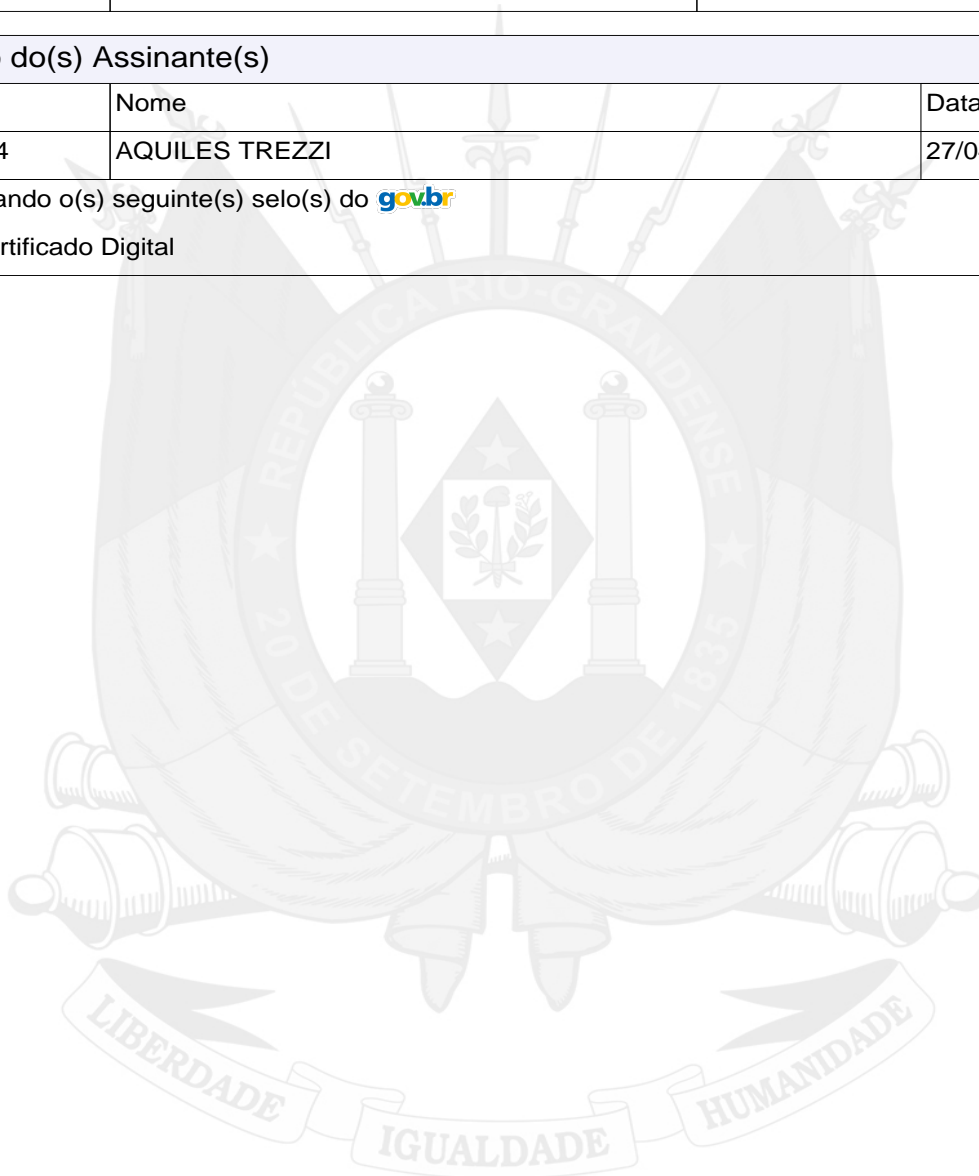 do(s) Assinante(s)
Nome
Data
4
AQUILES TREZZI
27/0
ando o(s) seguinte(s) selo(s) do gov.br
rtificado Digital
REPÚBLICA RIO-GRANDENSE
20 DE SETEMBRO DE 1835
LIBERDADE
IGUALDADE
HUMANIDADE